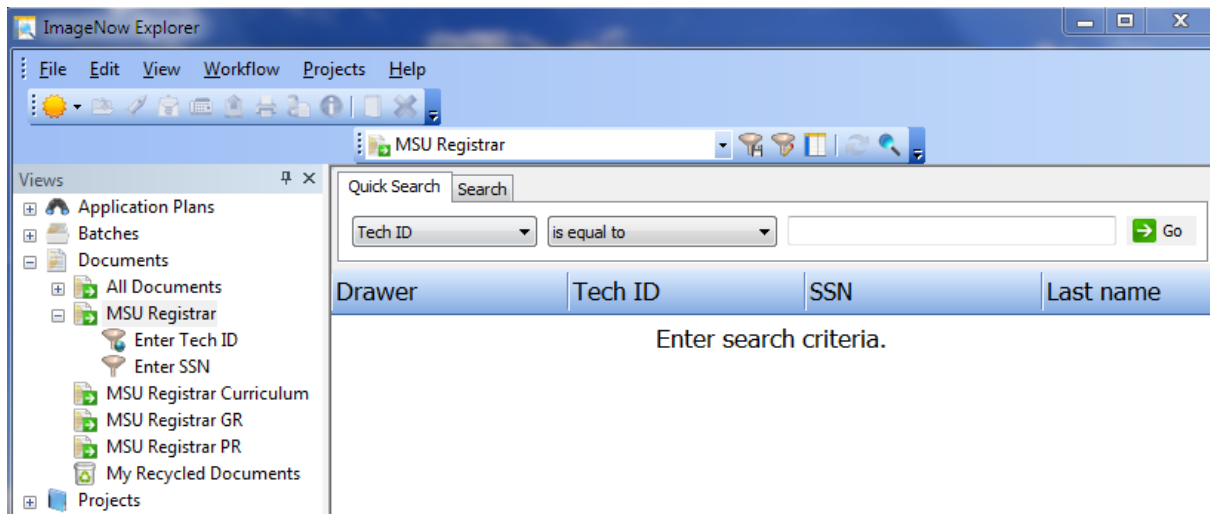 ImageNow Explorer
File Edit View Workflow Projects Help
MSU Registrar
Views
Application Plans
Batches
Documents
All Documents
MSU Registrar
Enter Tech ID
Enter SSN
MSU Registrar Curriculum
MSU Registrar GR
MSU Registrar PR
My Recycled Documents
Projects
Quick Search Search
Tech ID is equal to Go
Drawer Tech ID SSN Last name
Enter search criteria.